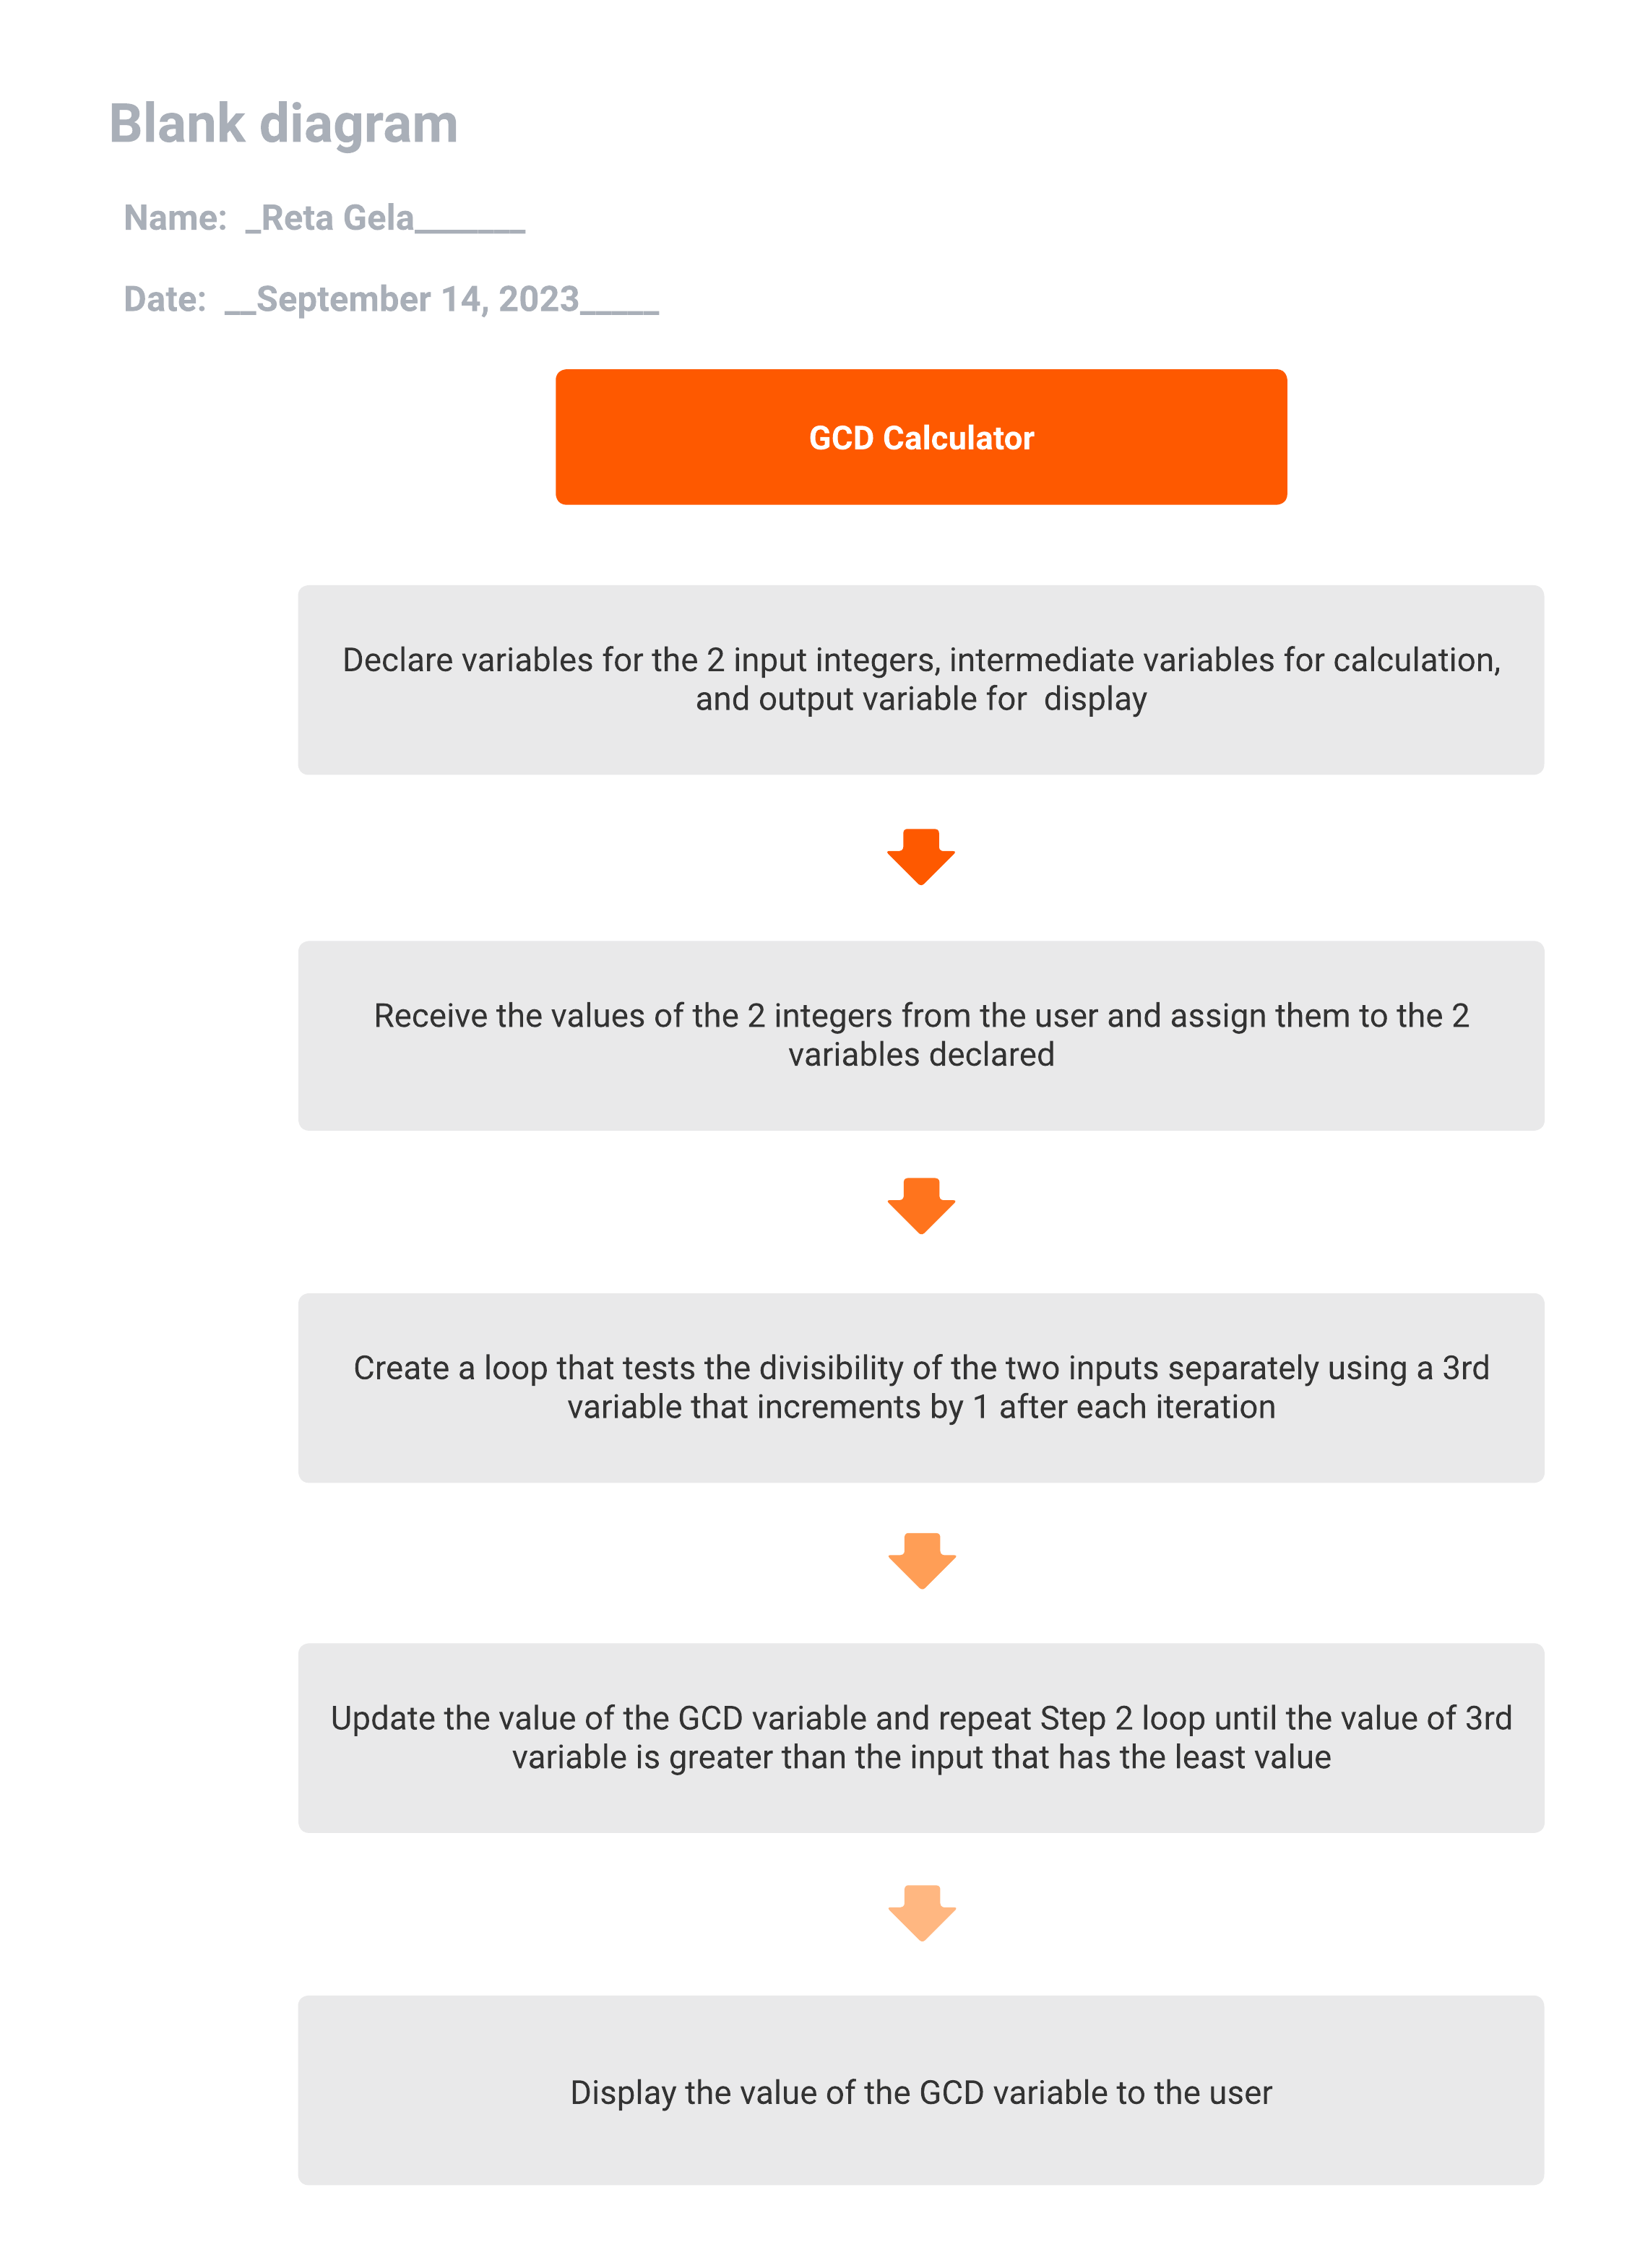 Blank diagram
Name:  _Reta Gela_______
Date:  __September 14, 2023_____
GCD Calculator
Declare variables for the 2 input integers, intermediate variables for calculation,
and output variable for  display
Receive the values of the 2 integers from the user and assign them to the 2
variables declared
Create a loop that tests the divisibility of the two inputs separately using a 3rd
variable that increments by 1 after each iteration
Update the value of the GCD variable and repeat Step 2 loop until the value of 3rd
variable is greater than the input that has the least value
Display the value of the GCD variable to the user